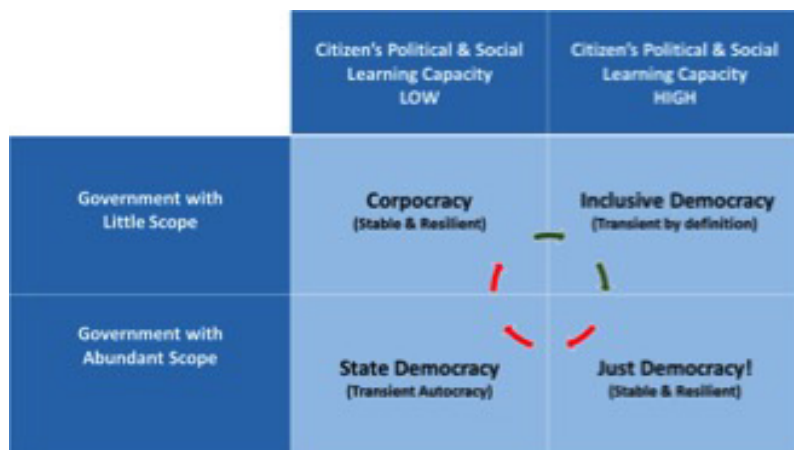 Citizen's Political & Social
Learning Capacity
LOW
Citizen's Political & Social
Learning Capacity
HIGH
Government with
Little Scope
Corpocracy
(Stable & Resilient)
Inclusive Democracy
(Transient by definition)
Government with
Abundant Scope
State Democracy
(Transient Autocracy)
Just Democracy!
(Stable & Resilient)